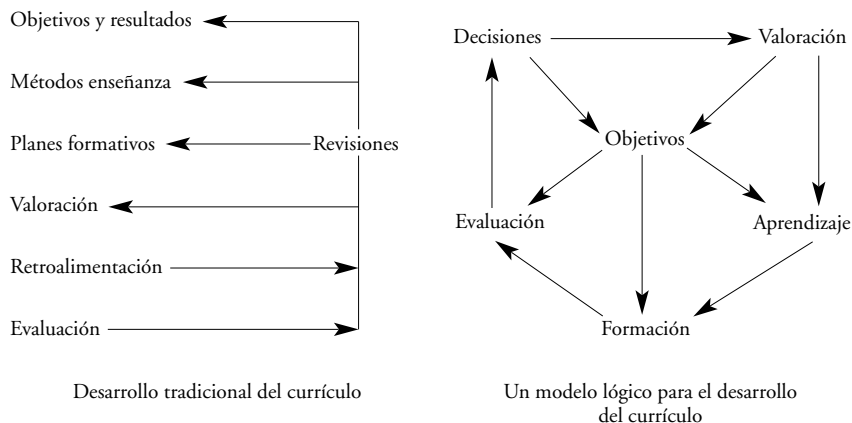 Objetivos y resultados
Métodos enseñanza
Planes formativos
Revisiones
Valoración
Retroalimentación
Evaluación
Desarrollo tradicional del currículo
Decisiones
Valoración
Objetivos
Evaluación
Aprendizaje
Formación
Un modelo lógico para el desarrollo
del currículo